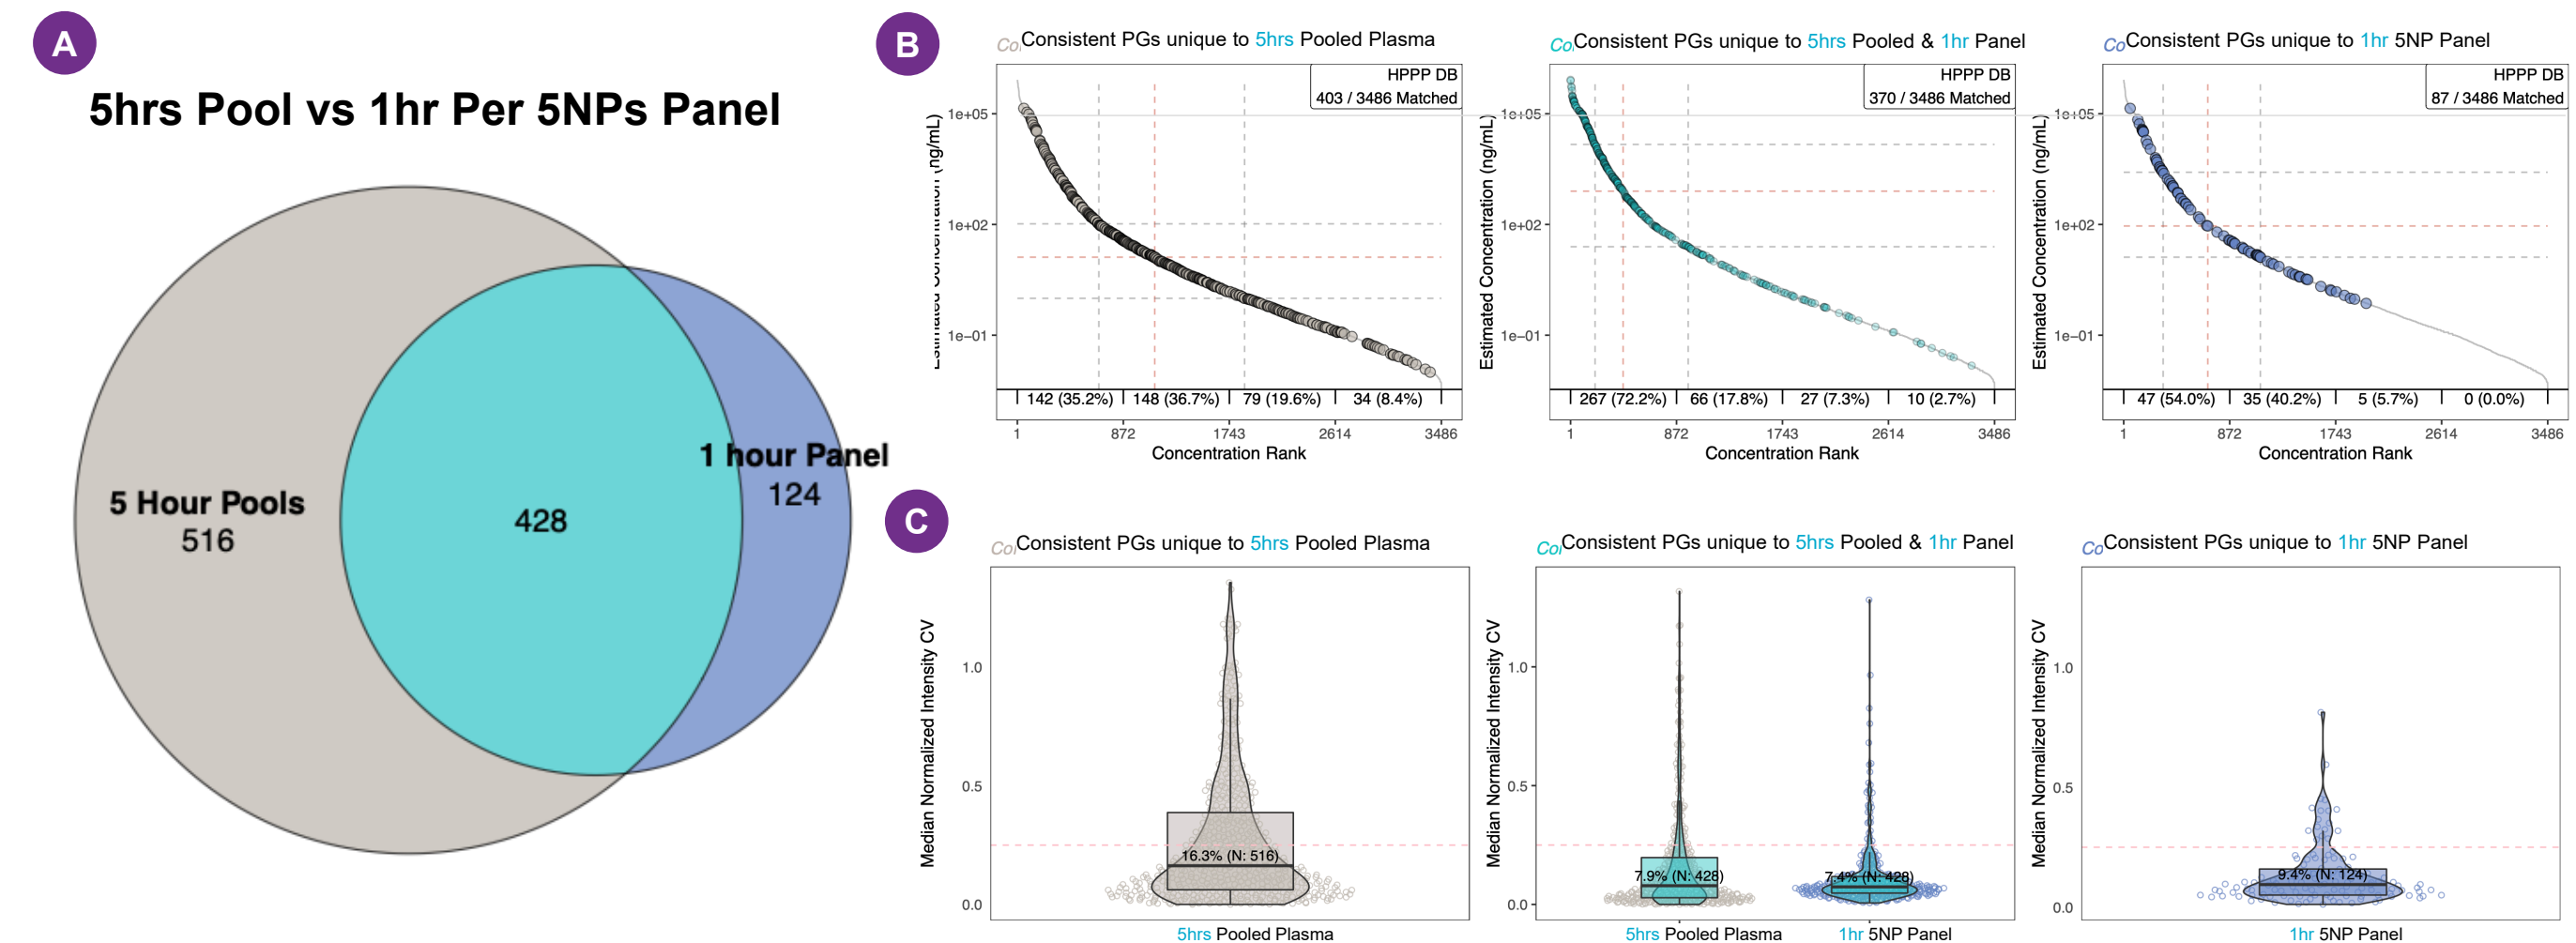 A
5hrs Pool vs 1hr Per 5NPs Panel
5 Hour Pools
516
428
1 hour Panel
124
B
Consistent PGs unique to 5hrs Pooled Plasma
HPPP DB
403 / 3486 Matched
Estimated Concentration (ng/mL)
1e+05
1e+02
1e−01
142 (35.2%) 148 (36.7%) 79 (19.6%) 34 (8.4%)
1 872 1743 2614 3486
Concentration Rank
Consistent PGs unique to 5hrs Pooled & 1hr Panel
HPPP DB
370 / 3486 Matched
Estimated Concentration (ng/mL)
1e+05
1e+02
1e−01
267 (72.2%) 66 (17.8%) 27 (7.3%) 10 (2.7%)
1 872 1743 2614 3486
Concentration Rank
Consistent PGs unique to 1hr 5NP Panel
HPPP DB
87 / 3486 Matched
Estimated Concentration (ng/mL)
1e+05
1e+02
1e−01
47 (54.0%) 35 (40.2%) 5 (5.7%) 0 (0.0%)
1 872 1743 2614 3486
Concentration Rank
C
Consistent PGs unique to 5hrs Pooled Plasma
Median Normalized Intensity CV
1.0
0.5
0.0
16.3% (N: 516)
5hrs Pooled Plasma
Consistent PGs unique to 5hrs Pooled & 1hr Panel
Median Normalized Intensity CV
1.0
0.5
0.0
7.9% (N: 428)
7.4% (N: 428)
5hrs Pooled Plasma
1hr 5NP Panel
Consistent PGs unique to 1hr 5NP Panel
Median Normalized Intensity CV
1.0
0.5
0.0
9.4% (N: 124)
1hr 5NP Panel